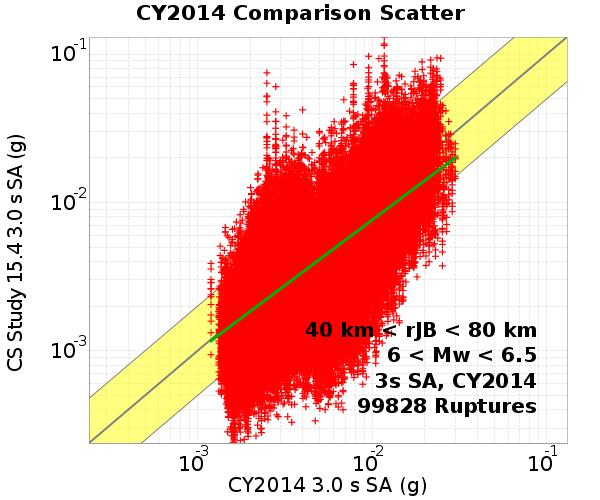 CY2014 Comparison Scatter
CS Study 15.4 3.0 s SA (g)
10-1
10-2
10-3
40 km < rJB < 80 km
6 < Mw < 6.5
3s SA, CY2014
99828 Ruptures
10-3 10-2 10-1
CY2014 3.0 s SA (g)